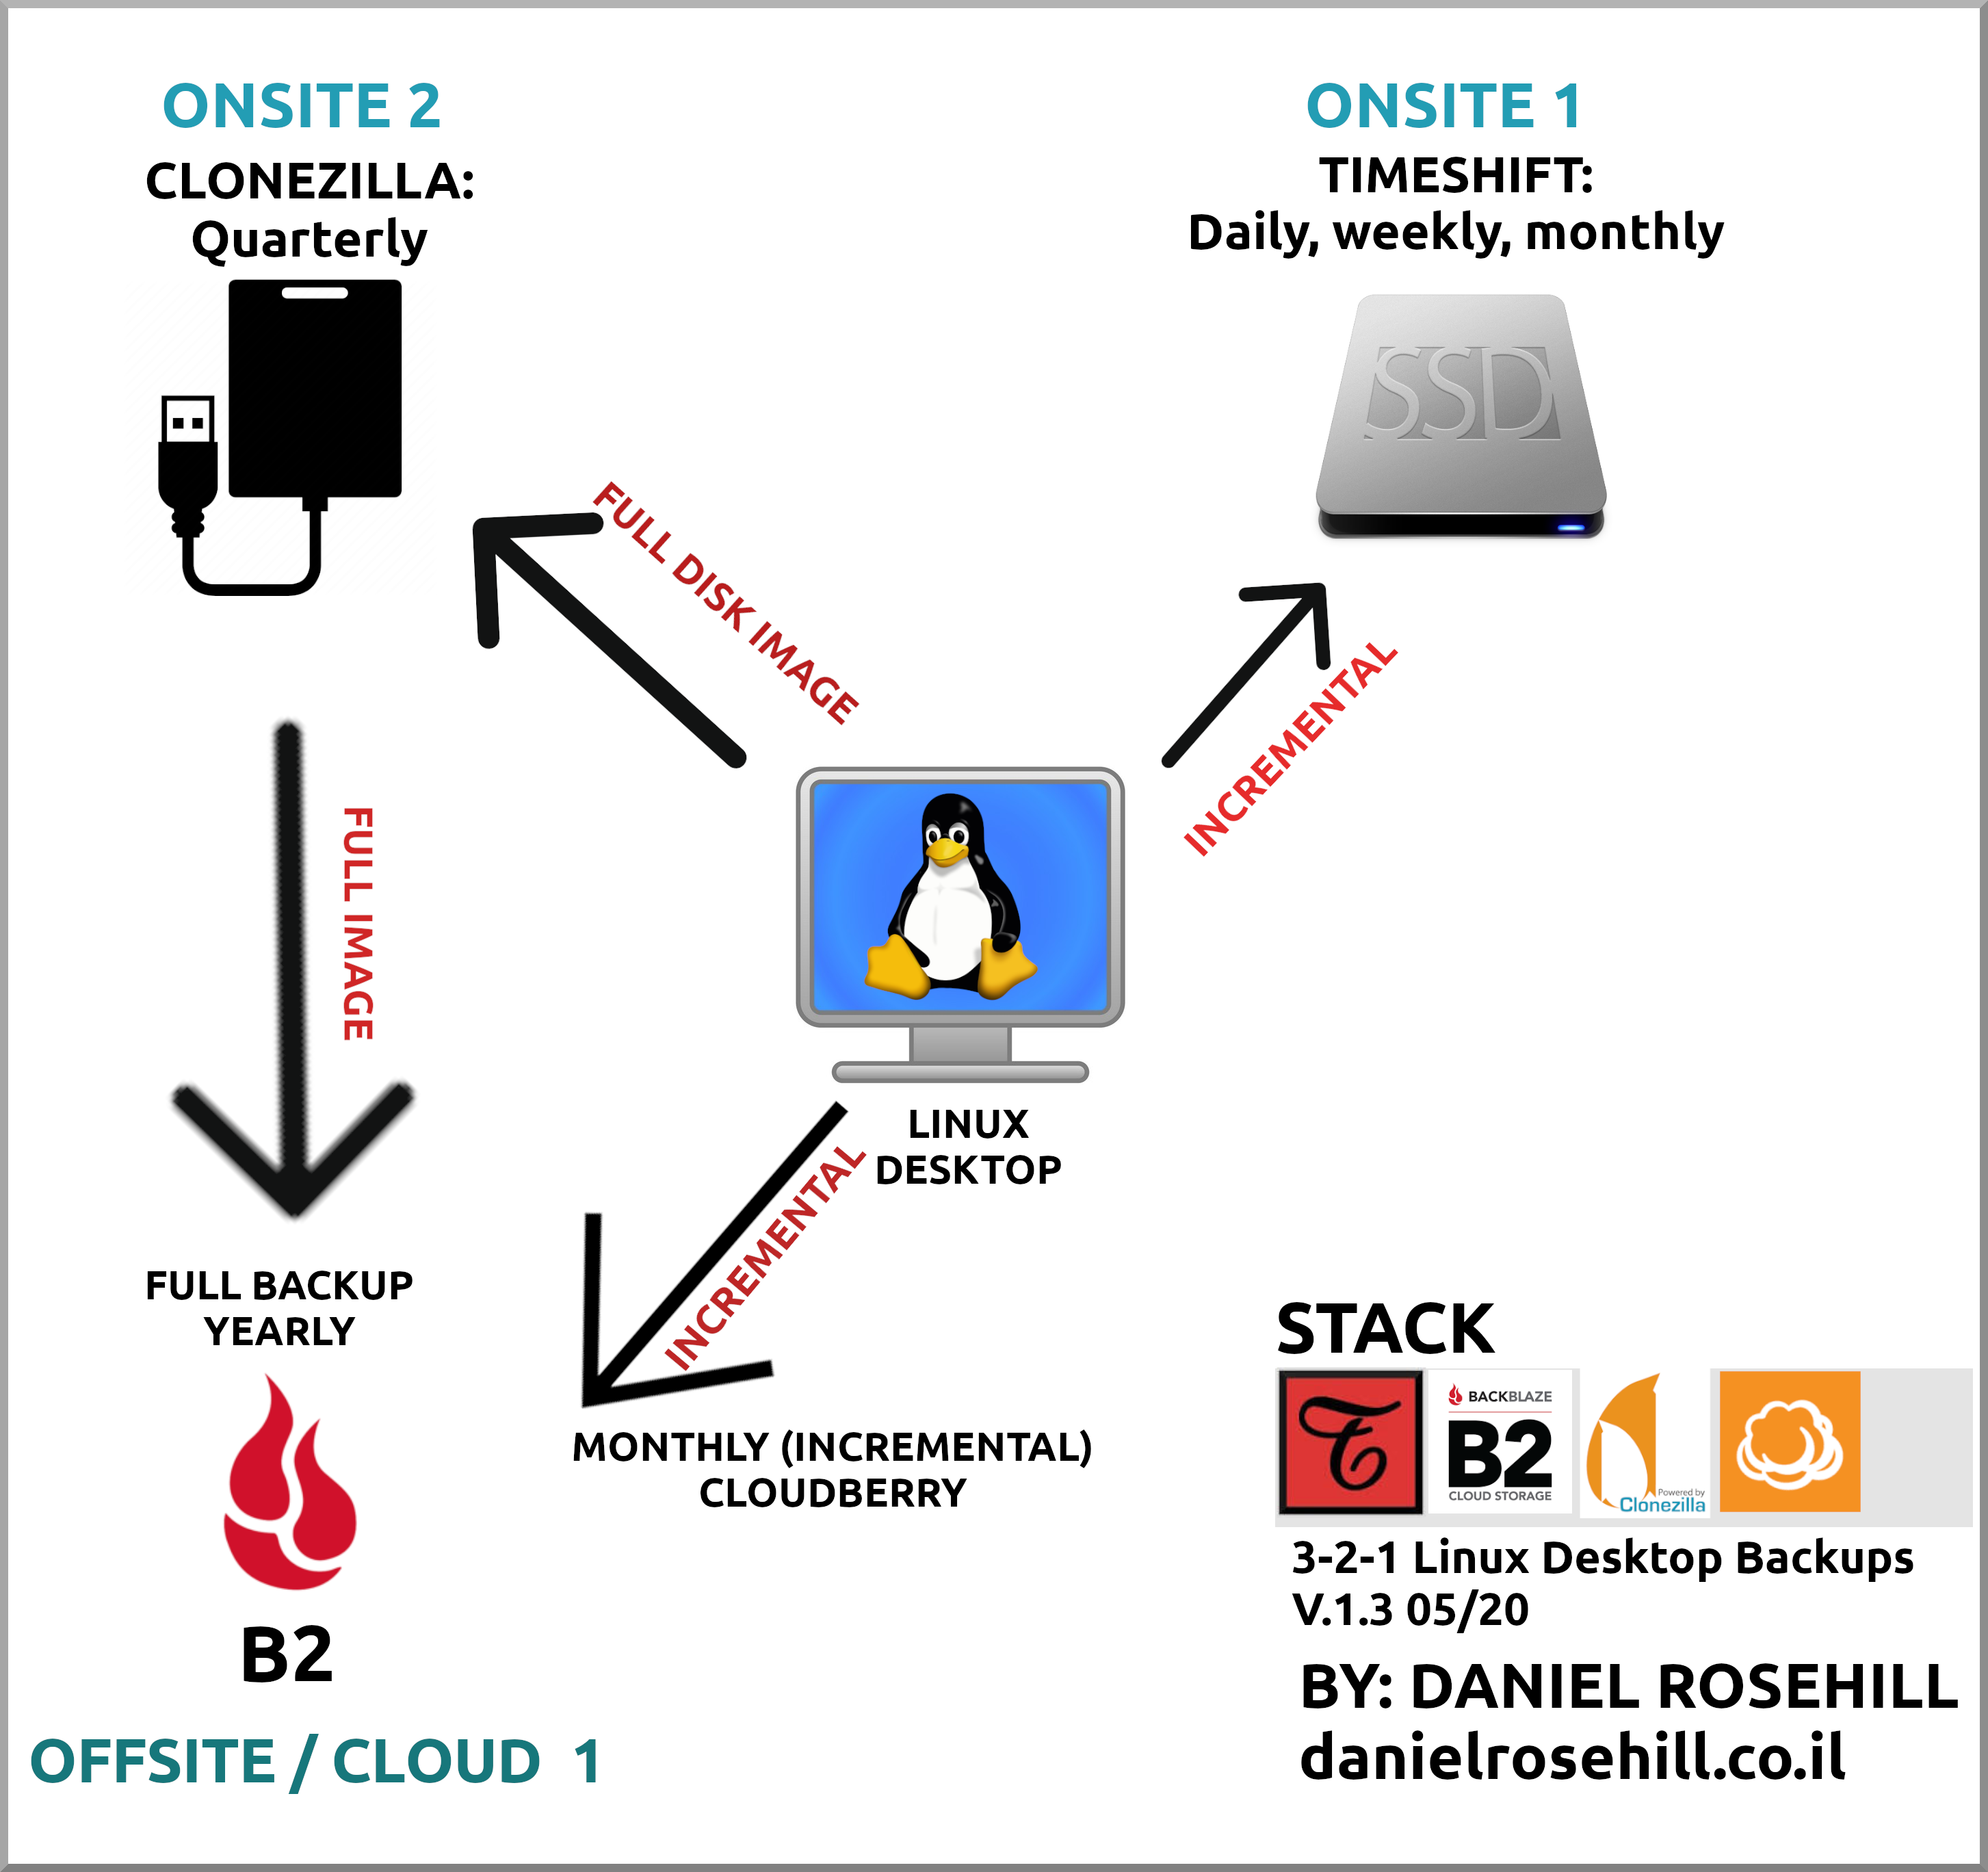 ONSITE 2
CLONEZILLA:
Quarterly
ONSITE 1
TIMESHIFT:
Daily, weekly, monthly
SSD
FULL DISK IMAGE
INCREMENTAL
FULL IMAGE
LINUX
DESKTOP
INCREMENTAL
FULL BACKUP
YEARLY
MONTHLY (INCREMENTAL)
CLOUDBERRY
B2
OFFSITE / CLOUD 1
STACK
BACKBLAZE
B2
CLOUD STORAGE
Powered by
Clonezilla
3-2-1 Linux Desktop Backups
V.1.3 05/20
BY: DANIEL ROSEHILL
danielrosehill.co.il